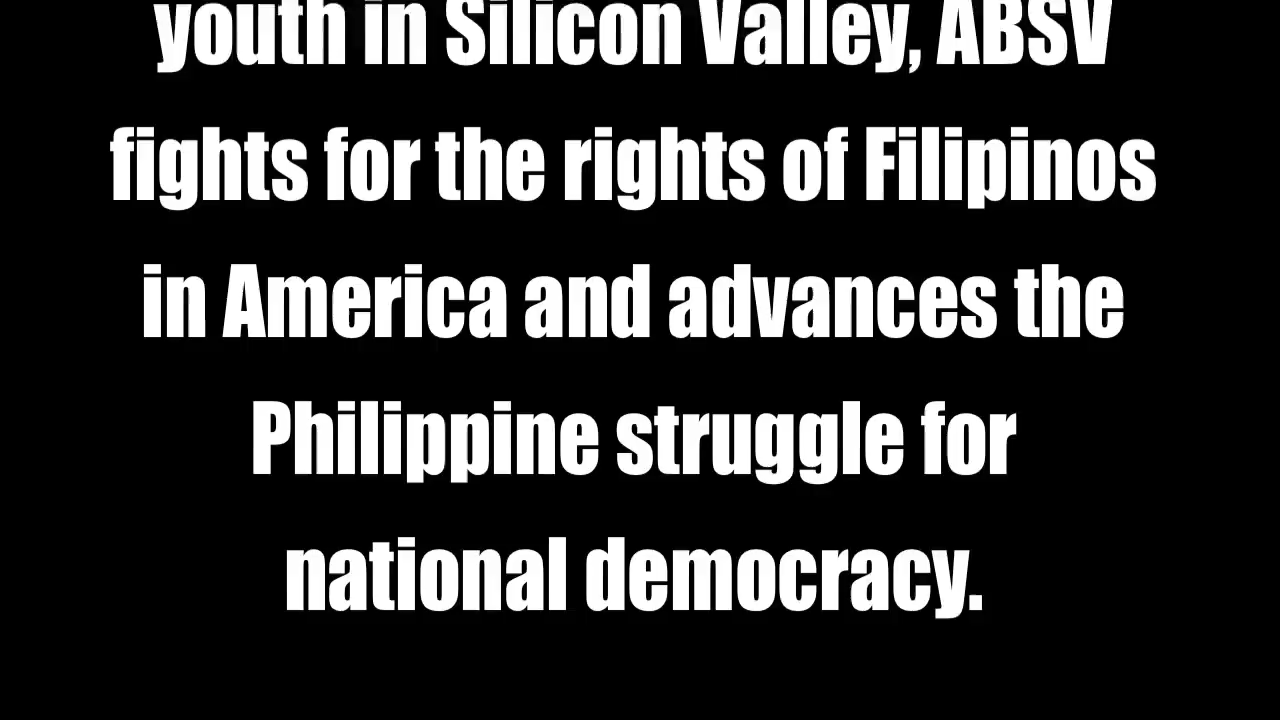 youth in Silicon Valley, ABSV
fights for the rights of Filipinos
in America and advances the
Philippine struggle for
national democracy.